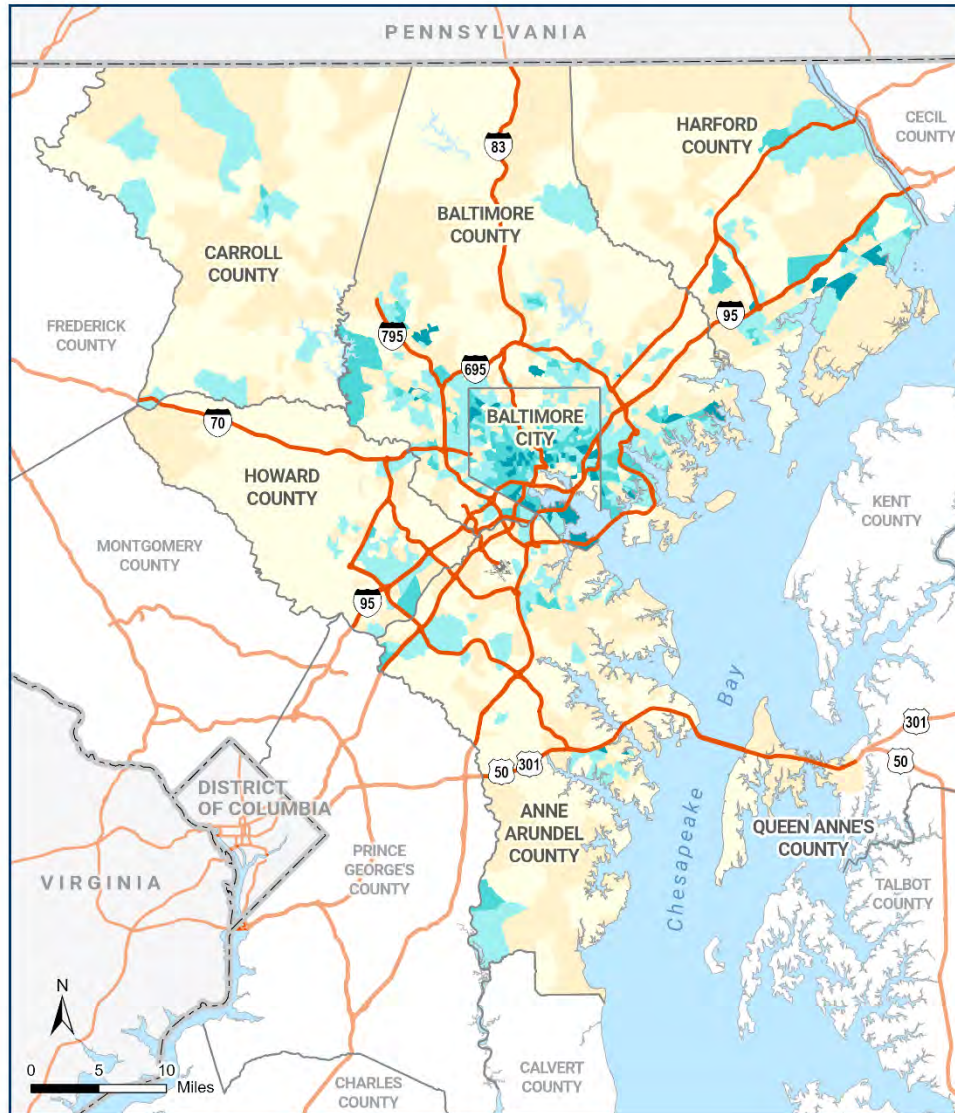 PENNSYLVANIA
CECIL
COUNTY
HARFORD
COUNTY
83
BALTIMORE
COUNTY
CARROLL
COUNTY
FREDERICK
COUNTY
795
95
695
BALTIMORE
CITY
70
HOWARD
COUNTY
KENT
COUNTY
MONTGOMERY
COUNTY
95
Chesapeake Bay
301
50
50
301
DISTRICT
OF COLUMBIA
ANNE
ARUNDEL
COUNTY
QUEEN ANNE'S
COUNTY
PRINCE
GEORGE'S
COUNTY
VIRGINIA
TALBOT
COUNTY
N
0 5 10
Miles
CALVERT
COUNTY
CHARLES
COUNTY